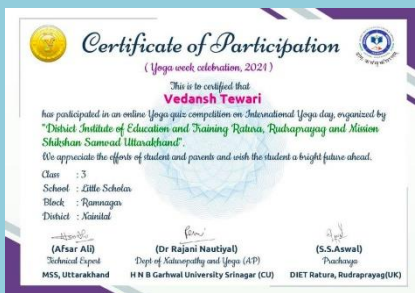 Certificate of Participation
( Yoga week celebration, 2021 )
This is to certified that
Vedansh Tewari
has participated in an online Yoga quiz competition on International Yoga day, organized by
"District Institute of Education and Training Ratura, Rudraprayag and Mission
Shikshan Samvad Uttarakhand".
We appreciate the efforts of student and parents and wish the student a bright future ahead.
Class : 3
School : Little Scholar
Block : Ramnagar
District : Nainital
(Afsar Ali) (Dr Rajani Nautiyal) (S.S.Aswal)
Technical Expert Dept of Naturopathy and Yoga (AP) Pracharya
MSS, Uttarakhand H N B Garhwal University Srinagar (CU) DIET Ratura, Rudraprayag(UK)